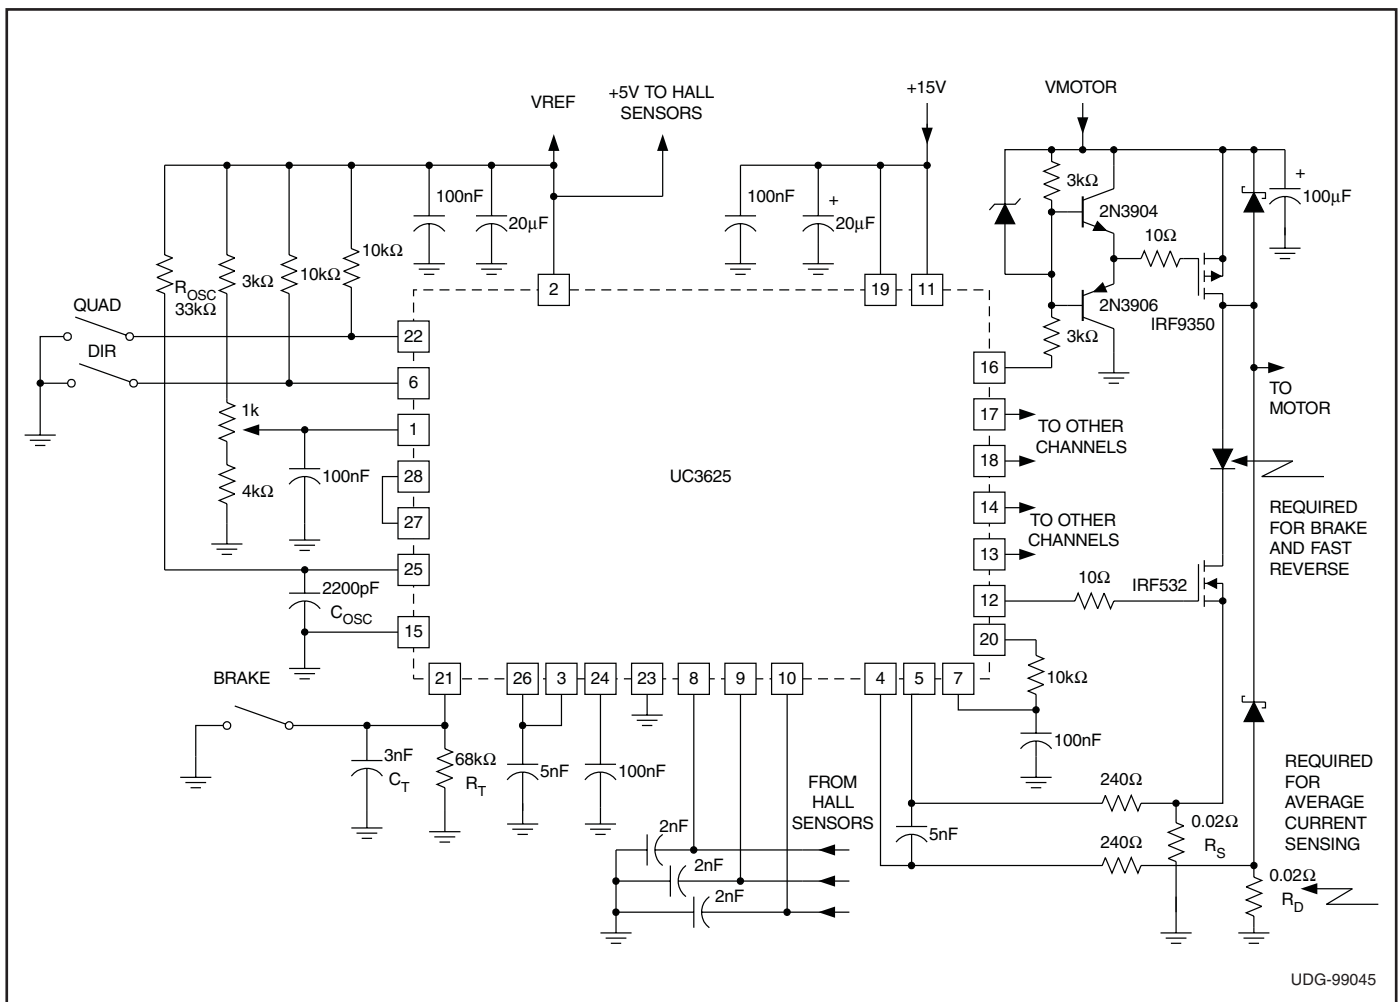 VREF
+5V TO HALL
SENSORS
+15V
VMOTOR
100nF
20μF
100nF
+
20μF
3kΩ
2N3904
+
100μF
10Ω
10kΩ
ROSC
33kΩ
3kΩ
10kΩ
2
19
11
2N3906
IRF9350
3kΩ
QUAD
22
DIR
6
16
TO
MOTOR
1k
1
17
TO OTHER
CHANNELS
18
100nF
28
4kΩ
27
UC3625
14
TO OTHER
CHANNELS
13
REQUIRED
FOR BRAKE
AND FAST
REVERSE
25
2200pF
COSC
15
10Ω
IRF532
12
20
BRAKE
21
26
3
24
23
8
9
10
4
5
7
10kΩ
3nF
CT
68kΩ
RT
5nF
100nF
100nF
FROM
HALL
SENSORS
2nF
2nF
2nF
5nF
240Ω
240Ω
0.02Ω
RS
REQUIRED
FOR
AVERAGE
CURRENT
SENSING
0.02Ω
RD
UDG-99045